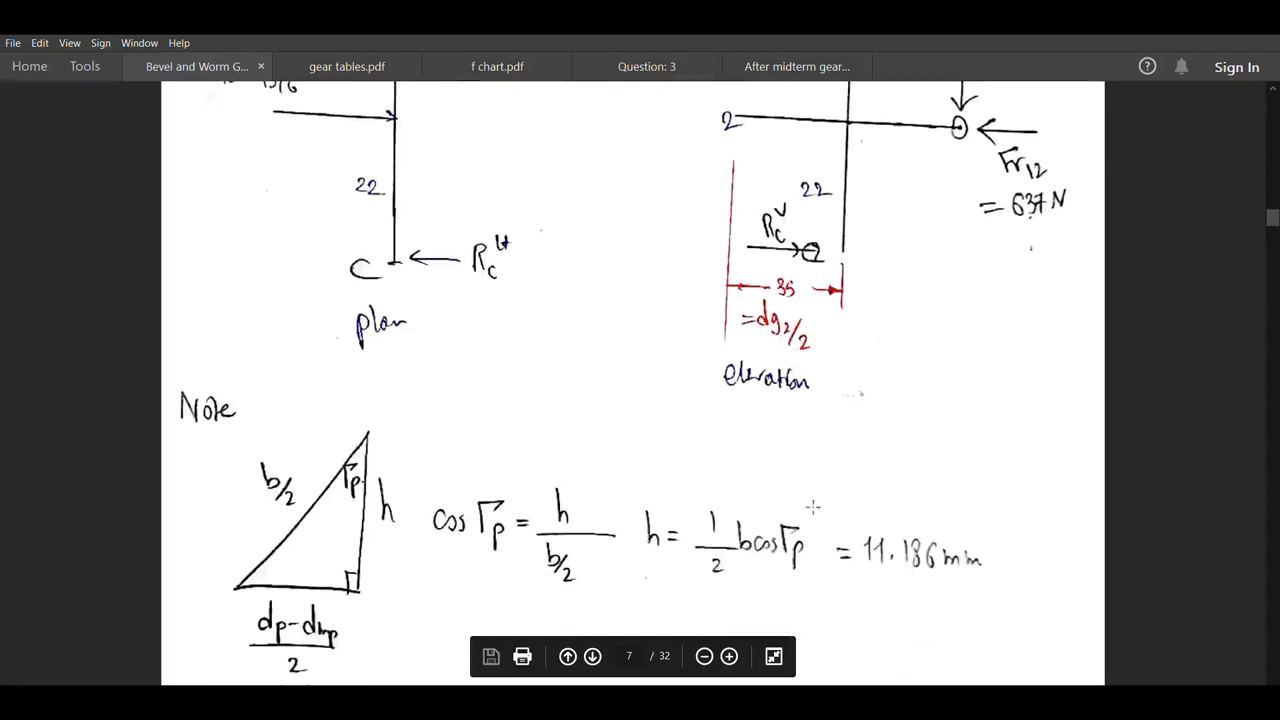 File Edit View Sign Window Help
Home Tools Bevel and Worm G... × gear tables.pdf f chart.pdf Question: 3 After midterm gear... Sign In
2
22
22
Fr12
= 637 N
C
Rc^H
Rc^V
plan
35
= dg2/2
elevation
Note
b/2
Γp
h
cos Γp = h / (b/2)
h = 1/2 b cos Γp = 11.186 mm
dp - dmp / 2
7 / 32